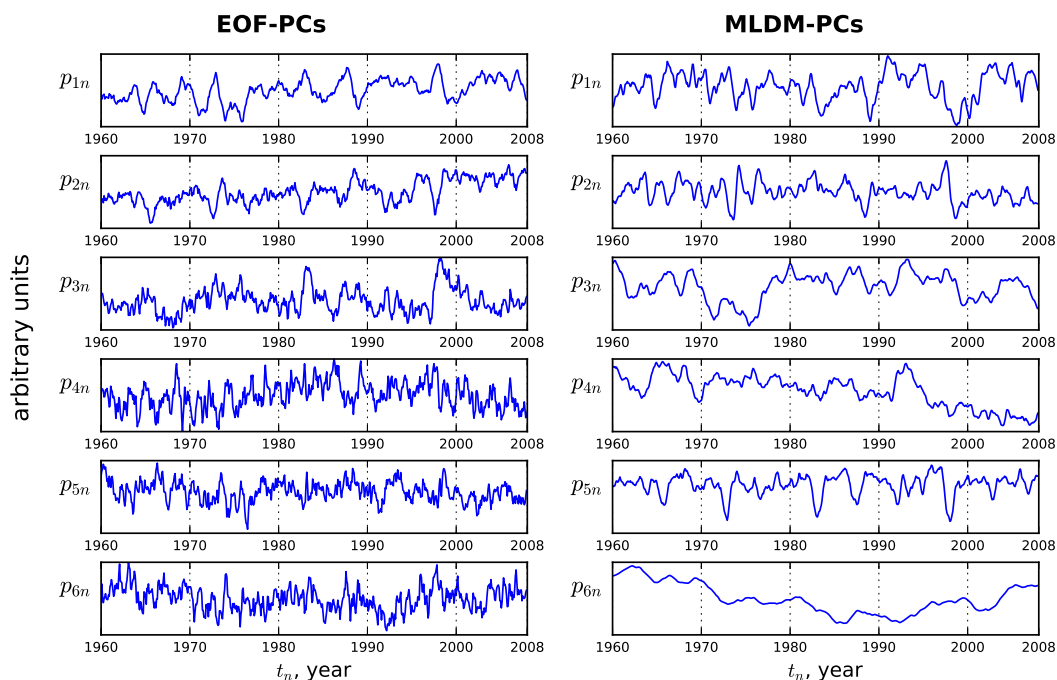 EOF-PCs MLDM-PCs
p1n p1n
1960 1970 1980 1990 2000 2008 1960 1970 1980 1990 2000 2008
p2n p2n
1960 1970 1980 1990 2000 2008 1960 1970 1980 1990 2000 2008
arbitrary units
p3n p3n
1960 1970 1980 1990 2000 2008 1960 1970 1980 1990 2000 2008
p4n p4n
1960 1970 1980 1990 2000 2008 1960 1970 1980 1990 2000 2008
p5n p5n
1960 1970 1980 1990 2000 2008 1960 1970 1980 1990 2000 2008
p6n p6n
1960 1970 1980 1990 2000 2008 1960 1970 1980 1990 2000 2008
tn, year tn, year